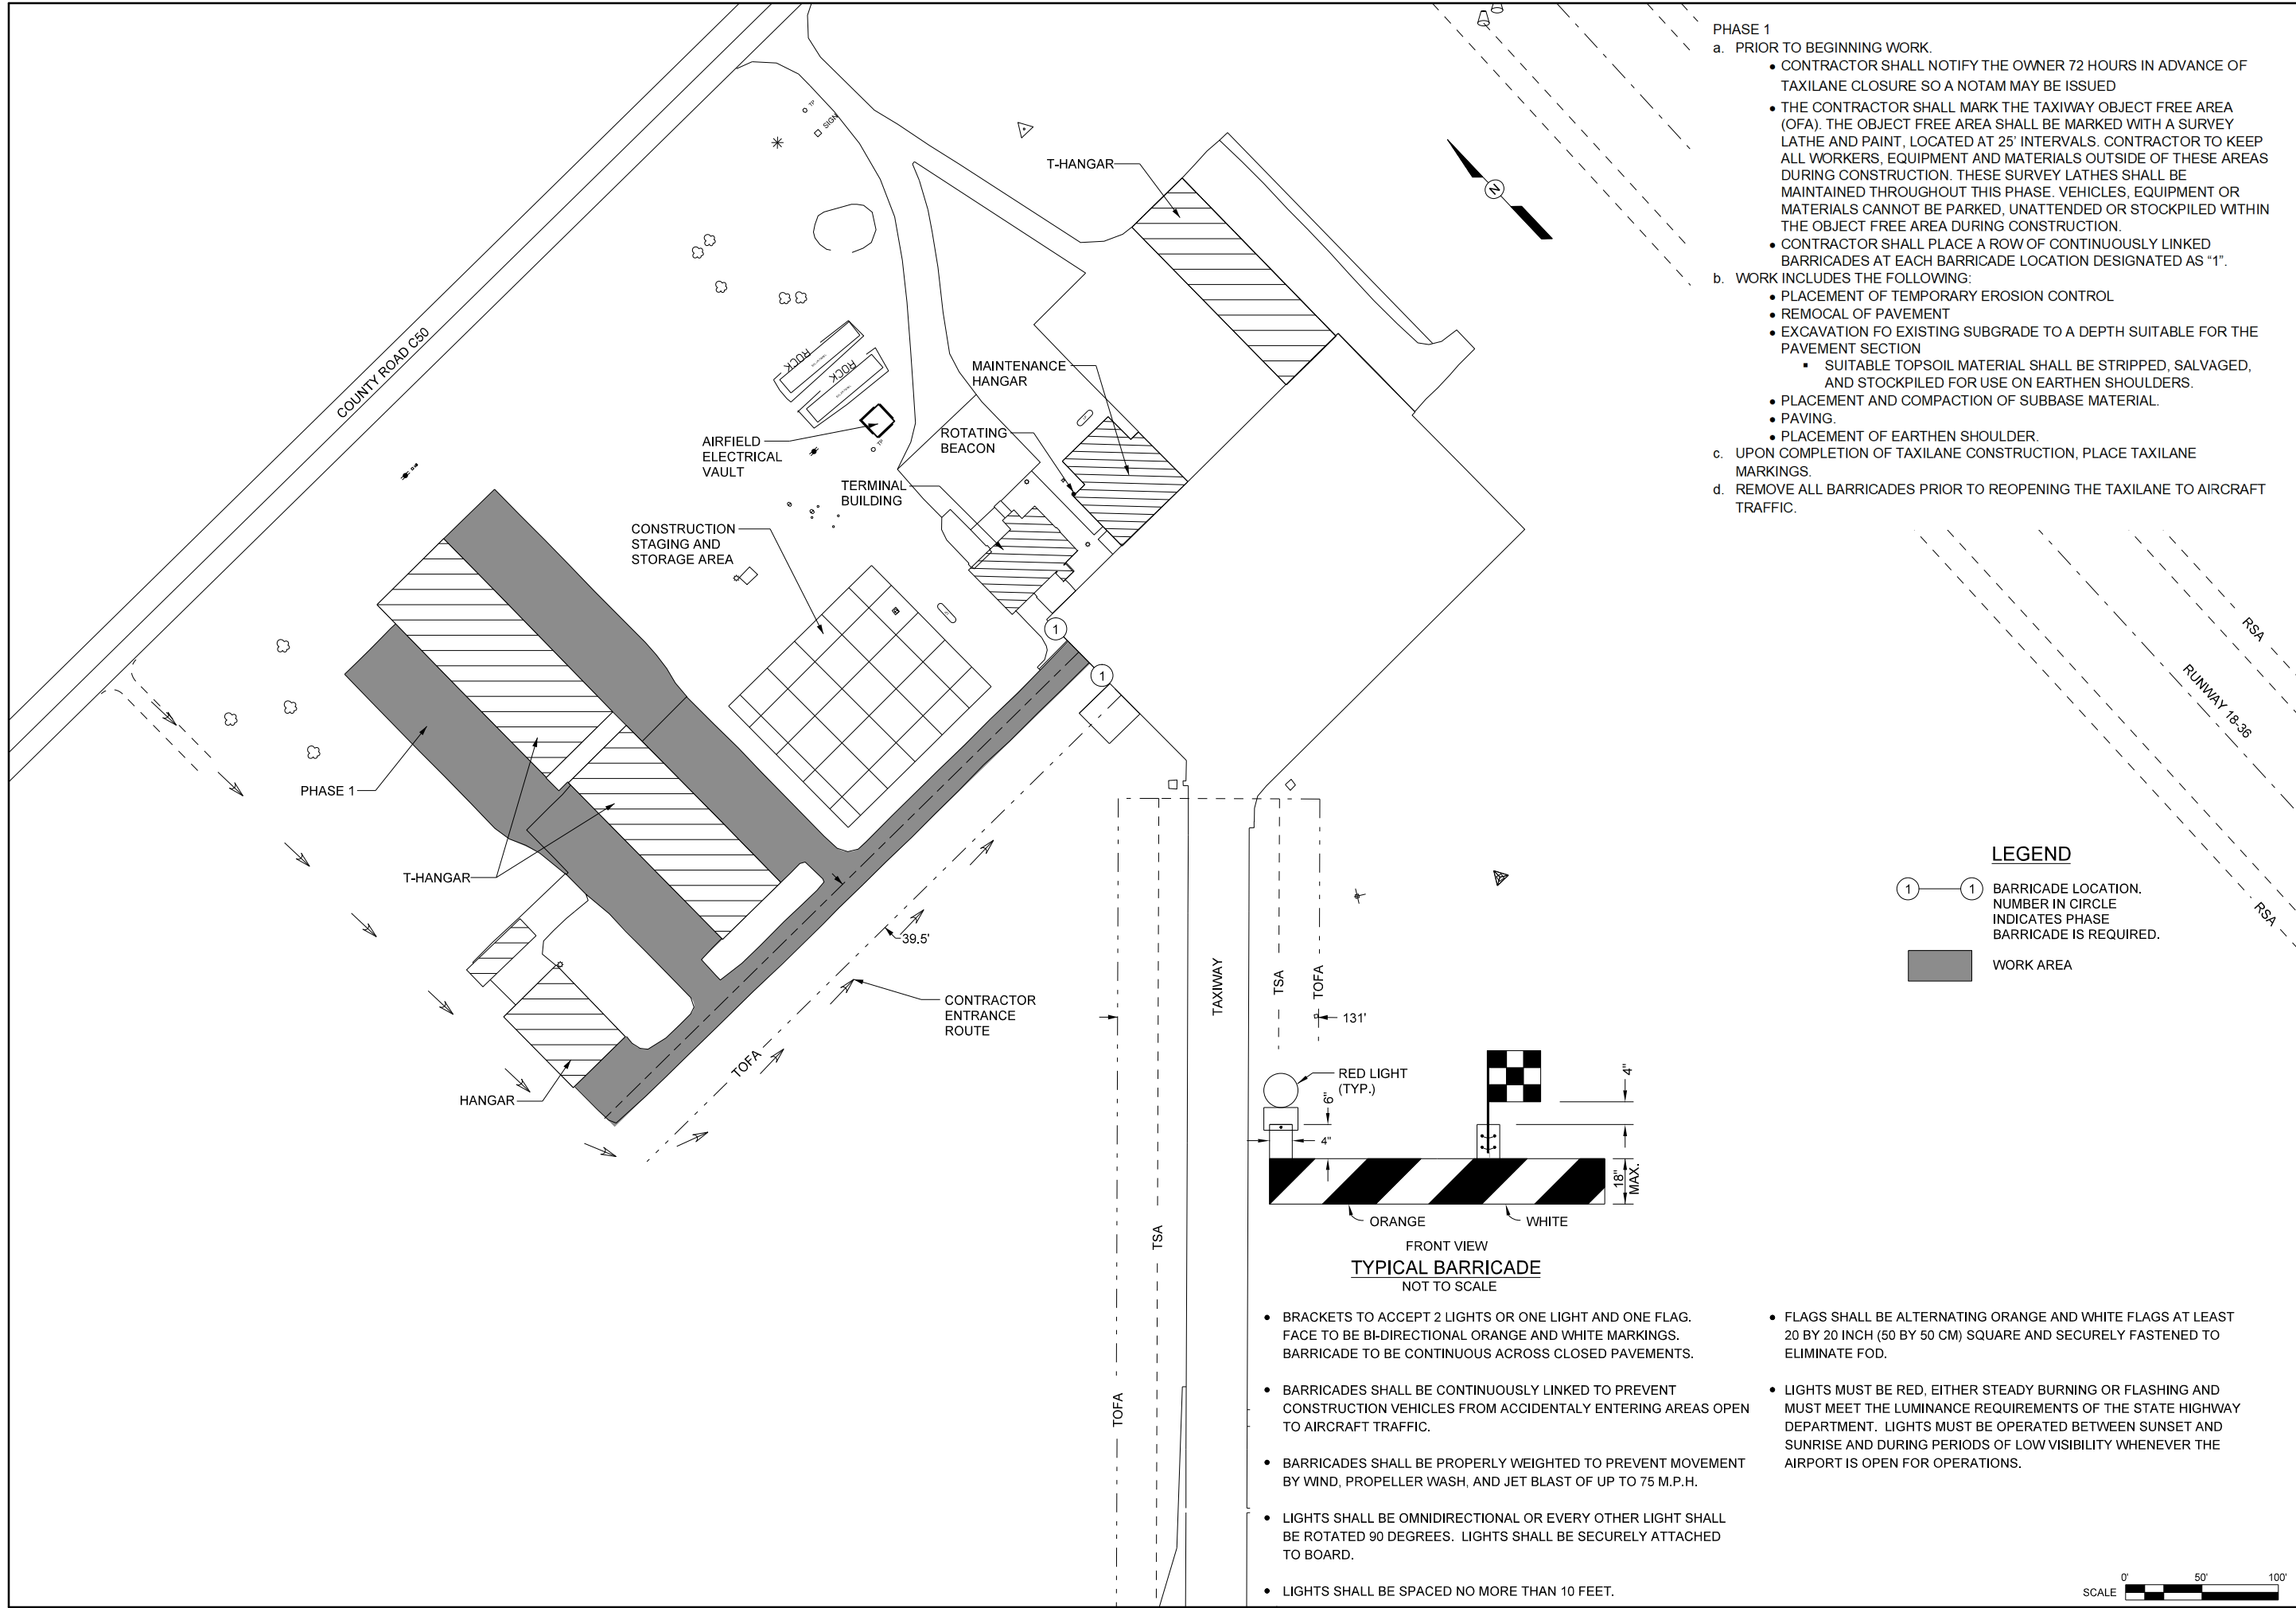 PHASE 1
a. PRIOR TO BEGINNING WORK.
• CONTRACTOR SHALL NOTIFY THE OWNER 72 HOURS IN ADVANCE OF
TAXILANE CLOSURE SO A NOTAM MAY BE ISSUED
• THE CONTRACTOR SHALL MARK THE TAXIWAY OBJECT FREE AREA
(OFA). THE OBJECT FREE AREA SHALL BE MARKED WITH A SURVEY
LATHE AND PAINT, LOCATED AT 25' INTERVALS. CONTRACTOR TO KEEP
ALL WORKERS, EQUIPMENT AND MATERIALS OUTSIDE OF THESE AREAS
DURING CONSTRUCTION. THESE SURVEY LATHES SHALL BE
MAINTAINED THROUGHOUT THIS PHASE. VEHICLES, EQUIPMENT OR
MATERIALS CANNOT BE PARKED, UNATTENDED OR STOCKPILED WITHIN
THE OBJECT FREE AREA DURING CONSTRUCTION.
• CONTRACTOR SHALL PLACE A ROW OF CONTINUOUSLY LINKED
BARRICADES AT EACH BARRICADE LOCATION DESIGNATED AS "1".
b. WORK INCLUDES THE FOLLOWING:
• PLACEMENT OF TEMPORARY EROSION CONTROL
• REMOCAL OF PAVEMENT
• EXCAVATION FO EXISTING SUBGRADE TO A DEPTH SUITABLE FOR THE
PAVEMENT SECTION
▪ SUITABLE TOPSOIL MATERIAL SHALL BE STRIPPED, SALVAGED,
AND STOCKPILED FOR USE ON EARTHEN SHOULDERS.
• PLACEMENT AND COMPACTION OF SUBBASE MATERIAL.
• PAVING.
• PLACEMENT OF EARTHEN SHOULDER.
c. UPON COMPLETION OF TAXILANE CONSTRUCTION, PLACE TAXILANE
MARKINGS.
d. REMOVE ALL BARRICADES PRIOR TO REOPENING THE TAXILANE TO AIRCRAFT
TRAFFIC.
TP
SIGN
T-HANGAR
N
COUNTY ROAD C50
ROCK
ROCK
MAINTENANCE
HANGAR
AIRFIELD
ELECTRICAL
VAULT
TP
ROTATING
BEACON
TERMINAL
BUILDING
CONSTRUCTION
STAGING AND
STORAGE AREA
1
1
PHASE 1
T-HANGAR
39.5'
CONTRACTOR
ENTRANCE
ROUTE
TOFA
HANGAR
TAXIWAY
TSA
TOFA
131'
TSA
TOFA
RSA
RUNWAY 18-36
RSA
LEGEND
1 1 BARRICADE LOCATION.
NUMBER IN CIRCLE
INDICATES PHASE
BARRICADE IS REQUIRED.
WORK AREA
RED LIGHT
(TYP.)
6"
4"
4"
18"
MAX.
ORANGE
WHITE
FRONT VIEW
TYPICAL BARRICADE
NOT TO SCALE
• BRACKETS TO ACCEPT 2 LIGHTS OR ONE LIGHT AND ONE FLAG.
FACE TO BE BI-DIRECTIONAL ORANGE AND WHITE MARKINGS.
BARRICADE TO BE CONTINUOUS ACROSS CLOSED PAVEMENTS.
• BARRICADES SHALL BE CONTINUOUSLY LINKED TO PREVENT
CONSTRUCTION VEHICLES FROM ACCIDENTALY ENTERING AREAS OPEN
TO AIRCRAFT TRAFFIC.
• BARRICADES SHALL BE PROPERLY WEIGHTED TO PREVENT MOVEMENT
BY WIND, PROPELLER WASH, AND JET BLAST OF UP TO 75 M.P.H.
• LIGHTS SHALL BE OMNIDIRECTIONAL OR EVERY OTHER LIGHT SHALL
BE ROTATED 90 DEGREES. LIGHTS SHALL BE SECURELY ATTACHED
TO BOARD.
• LIGHTS SHALL BE SPACED NO MORE THAN 10 FEET.
• FLAGS SHALL BE ALTERNATING ORANGE AND WHITE FLAGS AT LEAST
20 BY 20 INCH (50 BY 50 CM) SQUARE AND SECURELY FASTENED TO
ELIMINATE FOD.
• LIGHTS MUST BE RED, EITHER STEADY BURNING OR FLASHING AND
MUST MEET THE LUMINANCE REQUIREMENTS OF THE STATE HIGHWAY
DEPARTMENT. LIGHTS MUST BE OPERATED BETWEEN SUNSET AND
SUNRISE AND DURING PERIODS OF LOW VISIBILITY WHENEVER THE
AIRPORT IS OPEN FOR OPERATIONS.
SCALE
0' 50' 100'